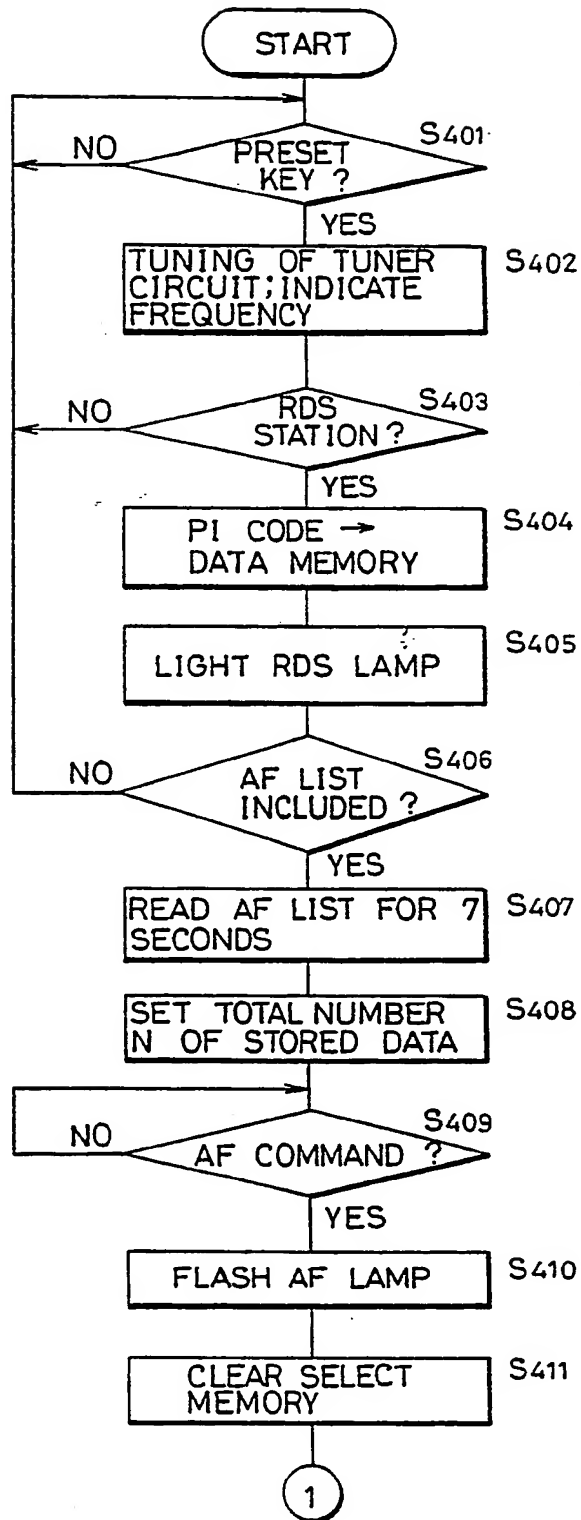 START
S401
NO
PRESET
KEY ?
YES
TUNING OF TUNER
CIRCUIT; INDICATE
FREQUENCY
S402
S403
NO
RDS
STATION ?
YES
PI CODE →
DATA MEMORY
S404
LIGHT RDS LAMP
S405
S406
NO
AF LIST
INCLUDED ?
YES
READ AF LIST FOR 7
SECONDS
S407
SET TOTAL NUMBER
N OF STORED DATA
S408
S409
NO
AF COMMAND ?
YES
FLASH AF LAMP
S410
CLEAR SELECT
MEMORY
S411
1